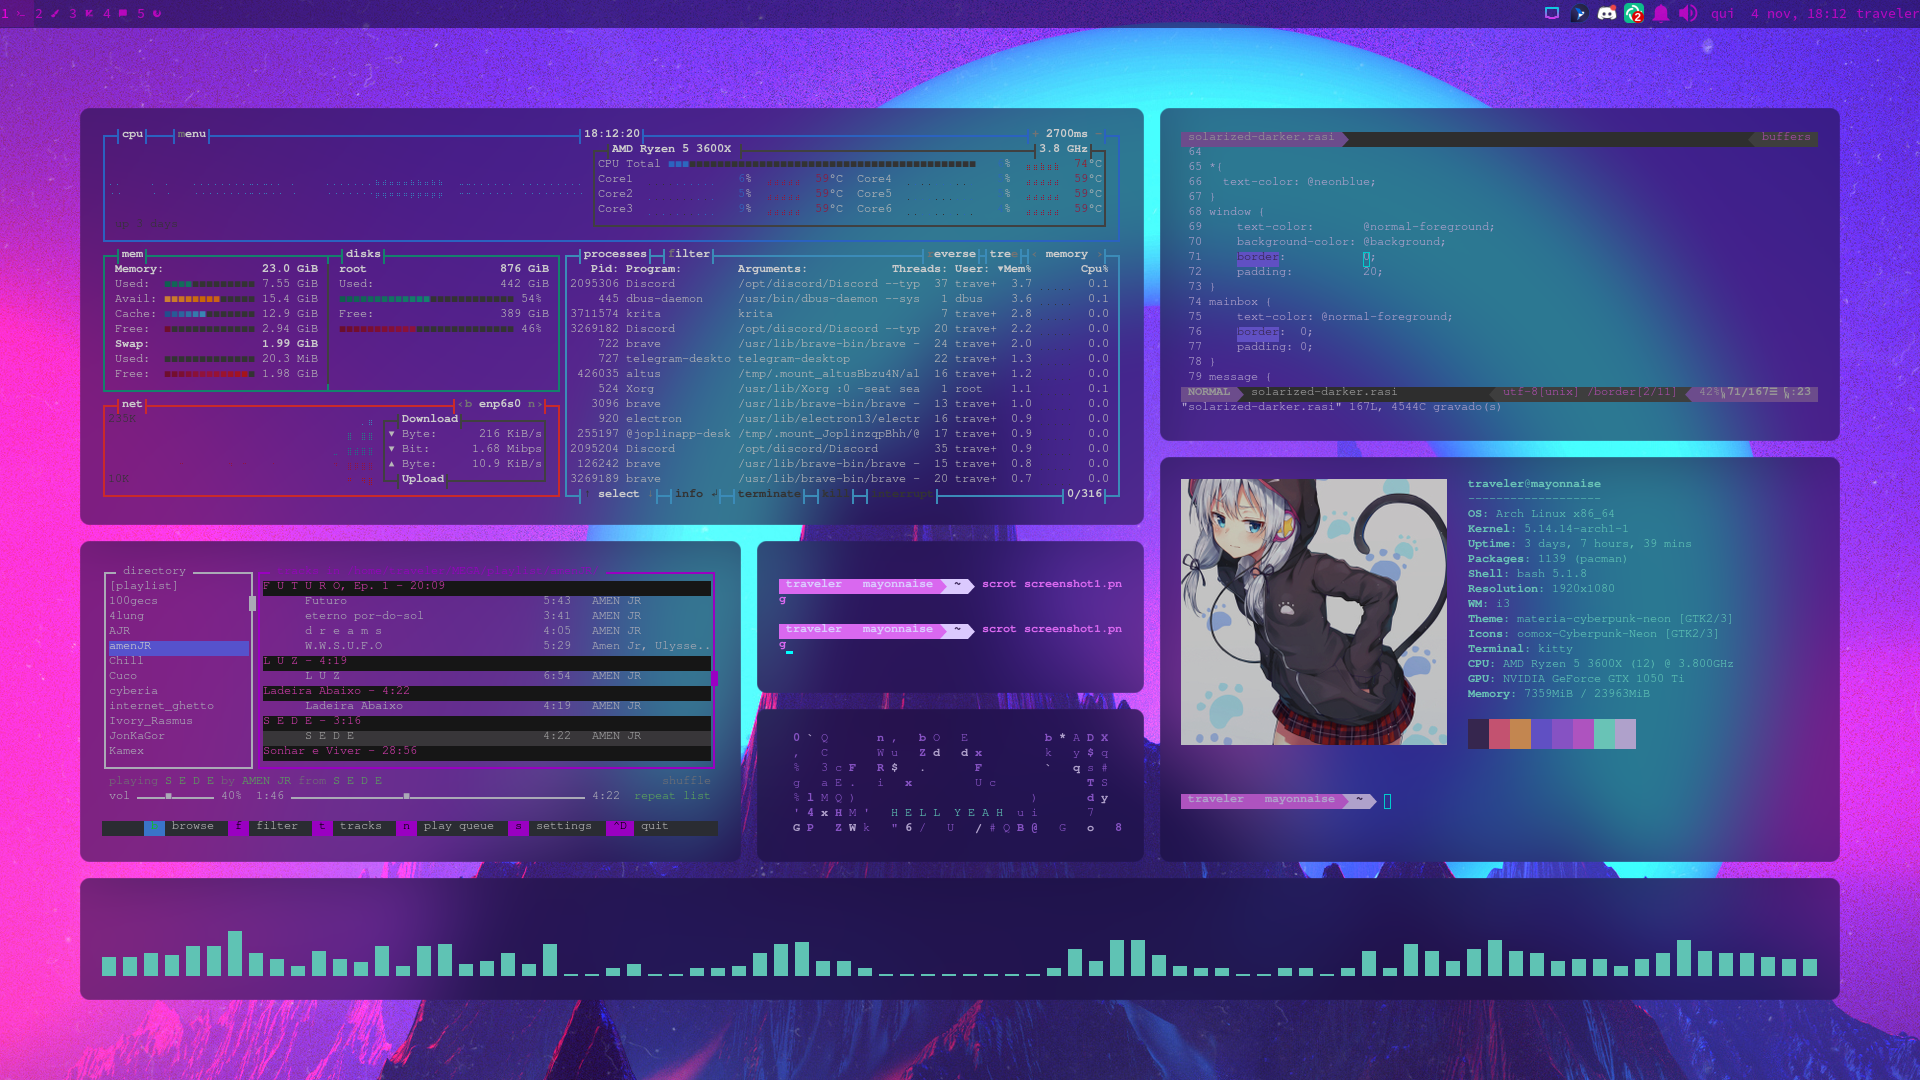 1 2 3 4 5
2
qui 4 nov, 18:12 traveler
cpu menu 18:12:20 2700ms
AMD Ryzen 5 3600X 3.8 GHz
CPU Total % 74°C
Core1 6% 59°C Core4 % 59°C
Core2 5% 59°C Core5 % 59°C
Core3 9% 59°C Core6 % 59°C
mem disks
Memory: 23.0 GiB root 876 GiB
Used: 7.55 GiB Used: 442 GiB
Avail: 15.4 GiB 54%
Cache: 12.9 GiB Free: 389 GiB
Free: 2.94 GiB 46%
Swap: 1.99 GiB
Used: 20.3 MiB
Free: 1.98 GiB
net <b enp6s0 n>
Download
▼ Byte: 216 KiB/s
▼ Bit: 1.68 Mibps
▲ Byte: 10.9 KiB/s
10K Upload
processes filter everse tree memory
Pid: Program: Arguments: Threads: User: ▼Mem% Cpu%
2095306 Discord /opt/discord/Discord --typ 37 trave+ 3.7 0.1
445 dbus-daemon /usr/bin/dbus-daemon --sys 1 dbus 3.6 0.1
3711574 krita krita 7 trave+ 2.8 0.0
3269182 Discord /opt/discord/Discord --typ 20 trave+ 2.2 0.0
722 brave /usr/lib/brave-bin/brave - 24 trave+ 2.0 0.0
727 telegram-deskto telegram-desktop 22 trave+ 1.3 0.0
426035 altus /tmp/.mount_altusBbzu4N/al 16 trave+ 1.2 0.0
524 Xorg /usr/lib/Xorg :0 -seat sea 1 root 1.1 0.1
3096 brave /usr/lib/brave-bin/brave - 13 trave+ 1.0 0.0
920 electron /usr/lib/electron13/electr 16 trave+ 0.9 0.0
255197 @joplinapp-desk /tmp/.mount_JoplinzqpBhh/@ 17 trave+ 0.9 0.0
2095204 Discord /opt/discord/Discord 35 trave+ 0.9 0.0
126242 brave /usr/lib/brave-bin/brave - 15 trave+ 0.8 0.0
3269189 brave /usr/lib/brave-bin/brave - 20 trave+ 0.7 0.0
select info terminate kill interrupt 0/316
solarized-darker.rasi buffers
64
65 *{
66 text-color: @neonblue;
67 }
68 window {
69 text-color: @normal-foreground;
70 background-color: @background;
71 border: 0;
72 padding: 20;
73 }
74 mainbox {
75 text-color: @normal-foreground;
76 border: 0;
77 padding: 0;
78 }
79 message {
NORMAL solarized-darker.rasi utf-8[unix] /border[2/11] 42% 71/167 :23
"solarized-darker.rasi" 167L, 4544C gravado(s)
directory
[playlist]
100gecs
4lung
AJR
amenJR
Chill
Cuco
cyberia
internet_ghetto
Ivory_Rasmus
JonKaGor
Kamex
F U T U R O, Ep. 1 - 20:09
Futuro 5:43 AMEN JR
eterno por-do-sol 3:41 AMEN JR
d r e a m s 4:05 AMEN JR
W.W.S.U.F.O 5:29 Amen Jr, Ulysse..
L U Z - 4:19
L U Z 6:54 AMEN JR
Ladeira Abaixo - 4:22
Ladeira Abaixo 4:19 AMEN JR
S E D E - 3:16
S E D E 4:22 AMEN JR
Sonhar e Viver - 28:56
playing S E D E by AMEN JR from S E D E shuffle
vol 40% 1:46 4:22 repeat list
browse f filter t tracks n play queue s settings ^D quit
traveler mayonnaise ~ scrot screenshot1.pn
g
traveler mayonnaise ~ scrot screenshot1.pn
g
0 ` Q n , b O E b * A D X
, C W u Z d d x k y $ q
% 3 c F R $ . F ` q s #
g a E . i x U c T S
% l M Q ) ) d y
' 4 x H M ' H E L L Y E A H u i 7
G P Z W k " 6 / U / # Q B @ G o 8
traveler@mayonnaise
-------------------
OS: Arch Linux x86_64
Kernel: 5.14.14-arch1-1
Uptime: 3 days, 7 hours, 39 mins
Packages: 1139 (pacman)
Shell: bash 5.1.8
Resolution: 1920x1080
WM: i3
Theme: materia-cyberpunk-neon [GTK2/3]
Icons: oomox-Cyberpunk-Neon [GTK2/3]
Terminal: kitty
CPU: AMD Ryzen 5 3600X (12) @ 3.800GHz
GPU: NVIDIA GeForce GTX 1050 Ti
Memory: 7359MiB / 23963MiB
traveler mayonnaise ~